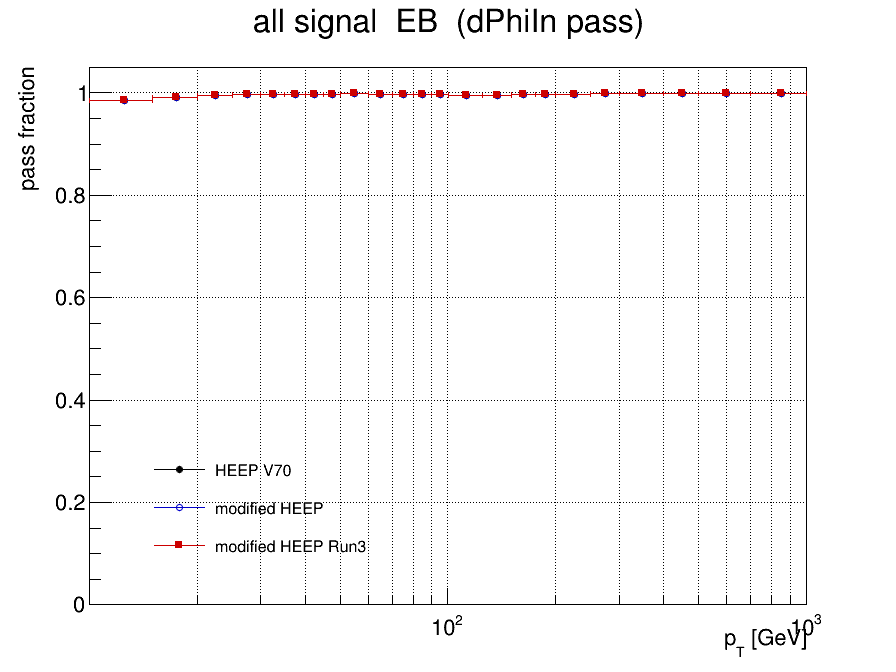 all signal EB (dPhiIn pass)
pass fraction
1
0.8
0.6
0.4
0.2
0
HEEP V70
modified HEEP
modified HEEP Run3
10²
10³
p_T [GeV]